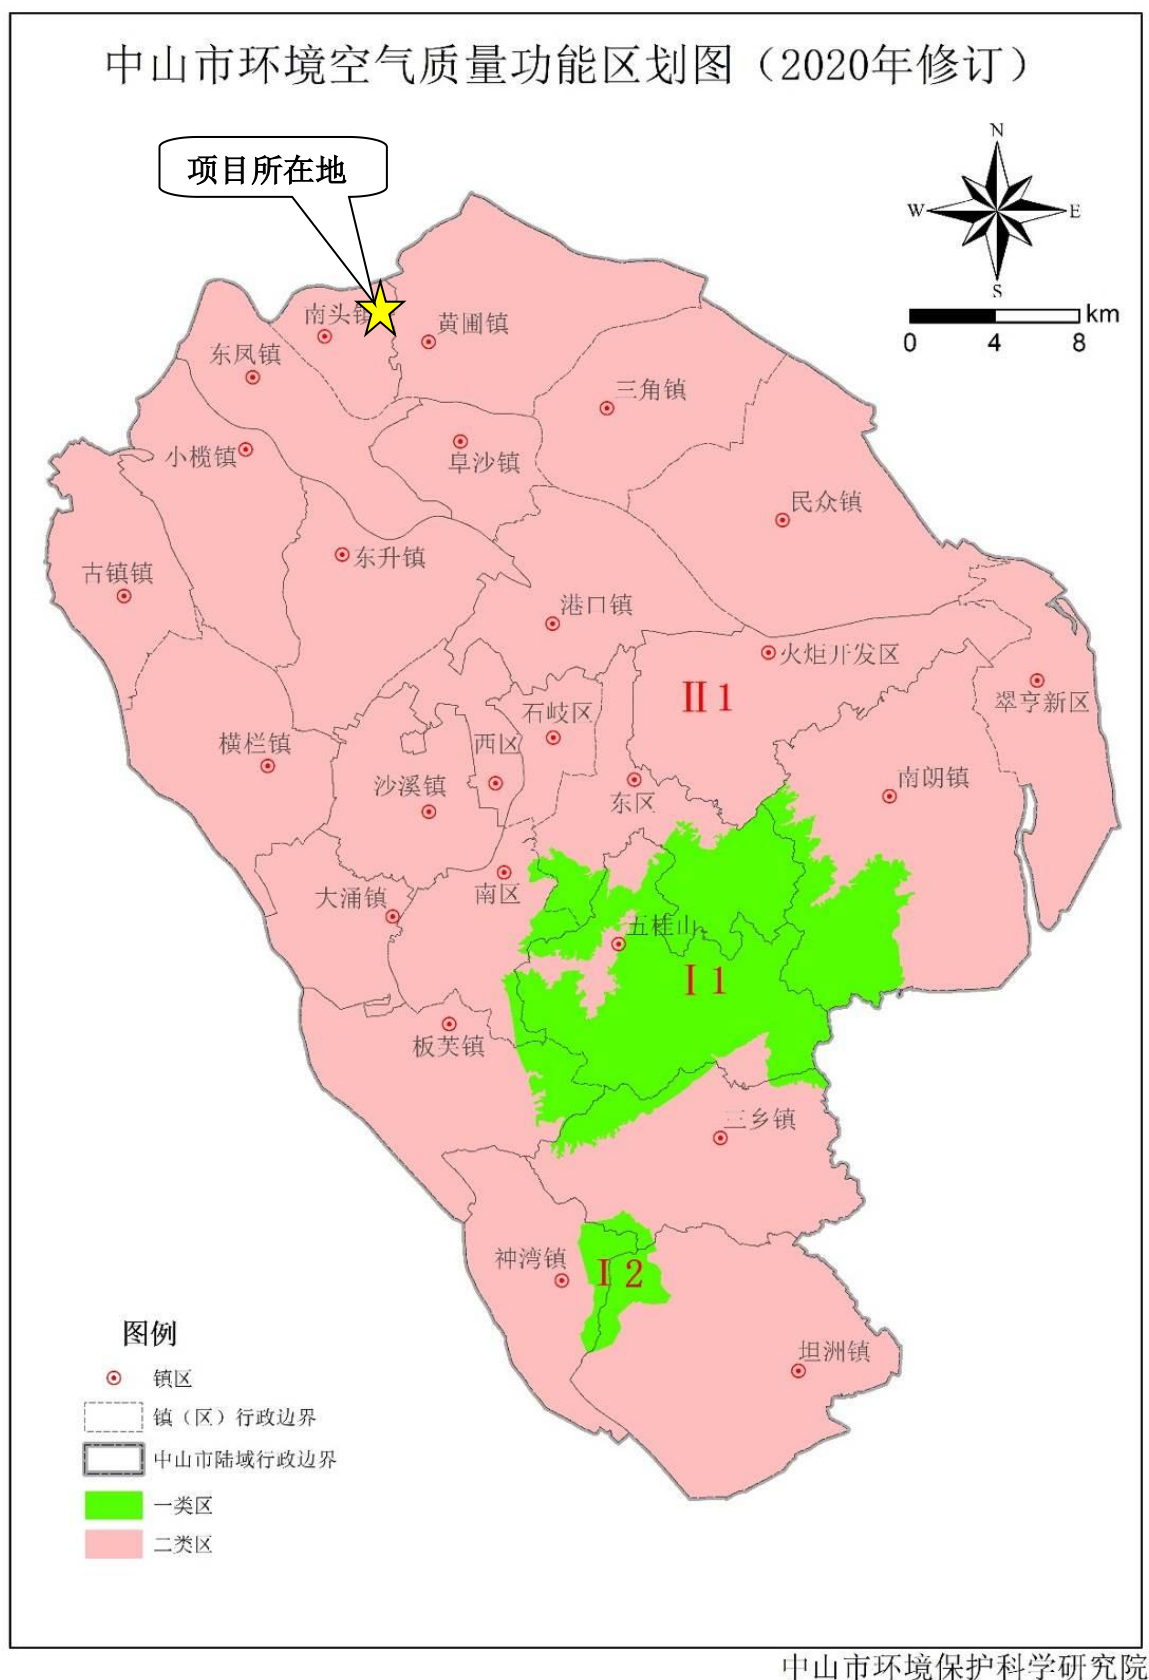 中山市环境空气质量功能区划图（2020年修订）
项目所在地
N
W
E
S
km
0 4 8
南头镇
黄圃镇
东凤镇
三角镇
小榄镇
阜沙镇
民众镇
东升镇
古镇镇
港口镇
火炬开发区
II 1
翠亨新区
石岐区
西区
横栏镇
沙溪镇
东区
南朗镇
大涌镇
南区
五桂山
I 1
板芙镇
三乡镇
神湾镇
I 2
坦洲镇
图例
镇区
镇（区）行政边界
中山市陆域行政边界
一类区
二类区
中山市环境保护科学研究院